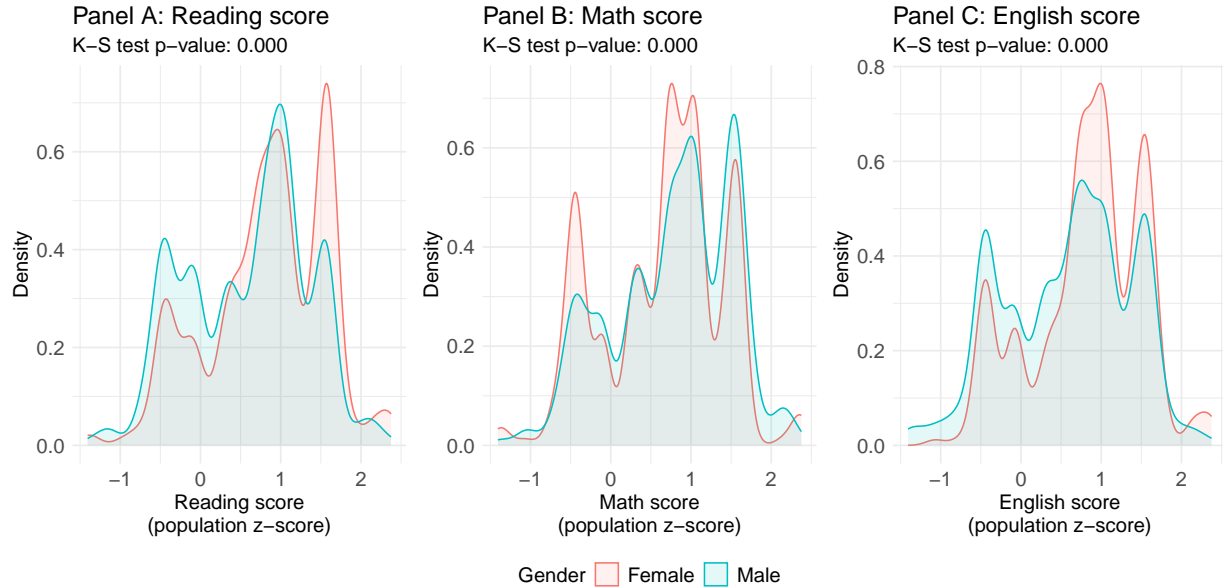 Panel A: Reading score
K−S test p−value: 0.000
Density
0.6
0.4
0.2
0.0
−1 0 1 2
Reading score
(population z−score)
Panel B: Math score
K−S test p−value: 0.000
Density
0.6
0.4
0.2
0.0
−1 0 1 2
Math score
(population z−score)
Panel C: English score
K−S test p−value: 0.000
Density
0.8
0.6
0.4
0.2
0.0
−1 0 1 2
English score
(population z−score)
Gender Female Male